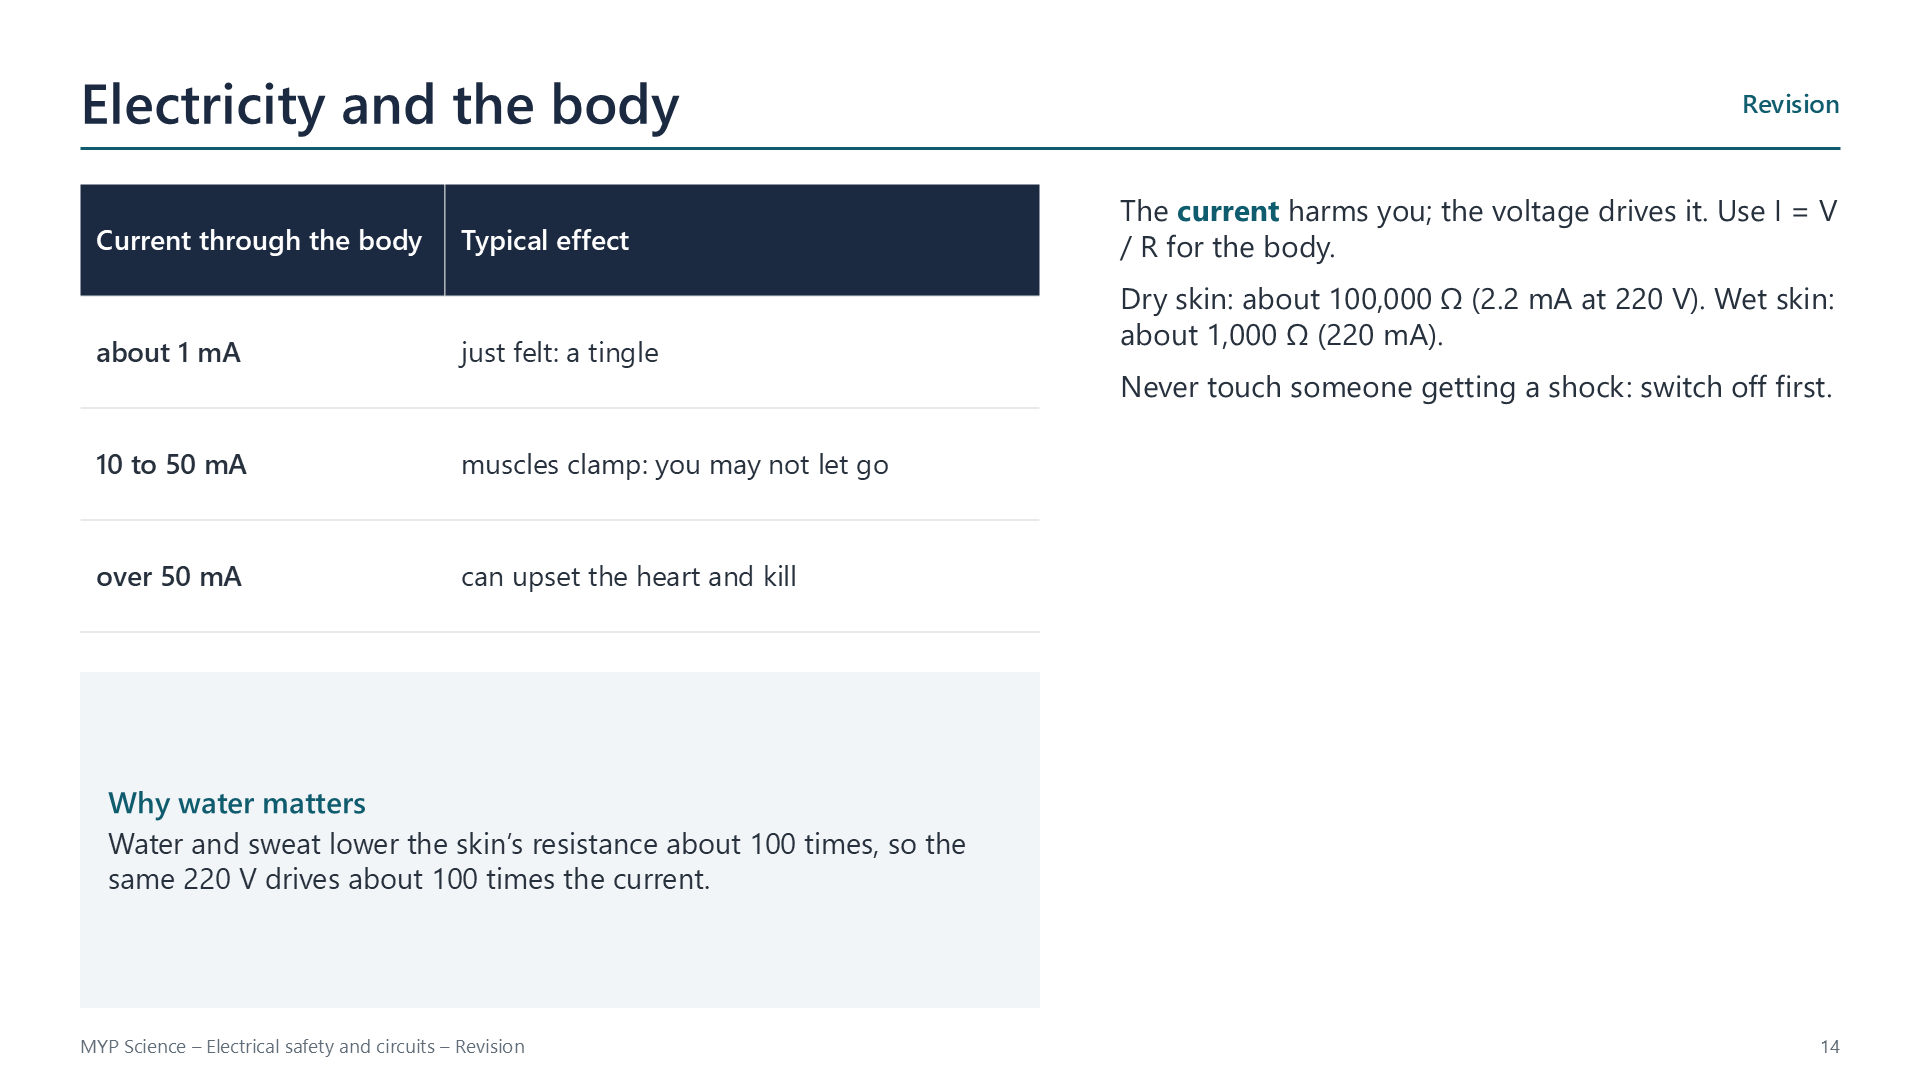 Electricity and the body
Revision
Current through the body Typical effect
about 1 mA just felt: a tingle
10 to 50 mA muscles clamp: you may not let go
over 50 mA can upset the heart and kill
Why water matters
Water and sweat lower the skin’s resistance about 100 times, so the
same 220 V drives about 100 times the current.
The current harms you; the voltage drives it. Use I = V
/ R for the body.
Dry skin: about 100,000 Ω (2.2 mA at 220 V). Wet skin:
about 1,000 Ω (220 mA).
Never touch someone getting a shock: switch off first.
MYP Science – Electrical safety and circuits – Revision
14